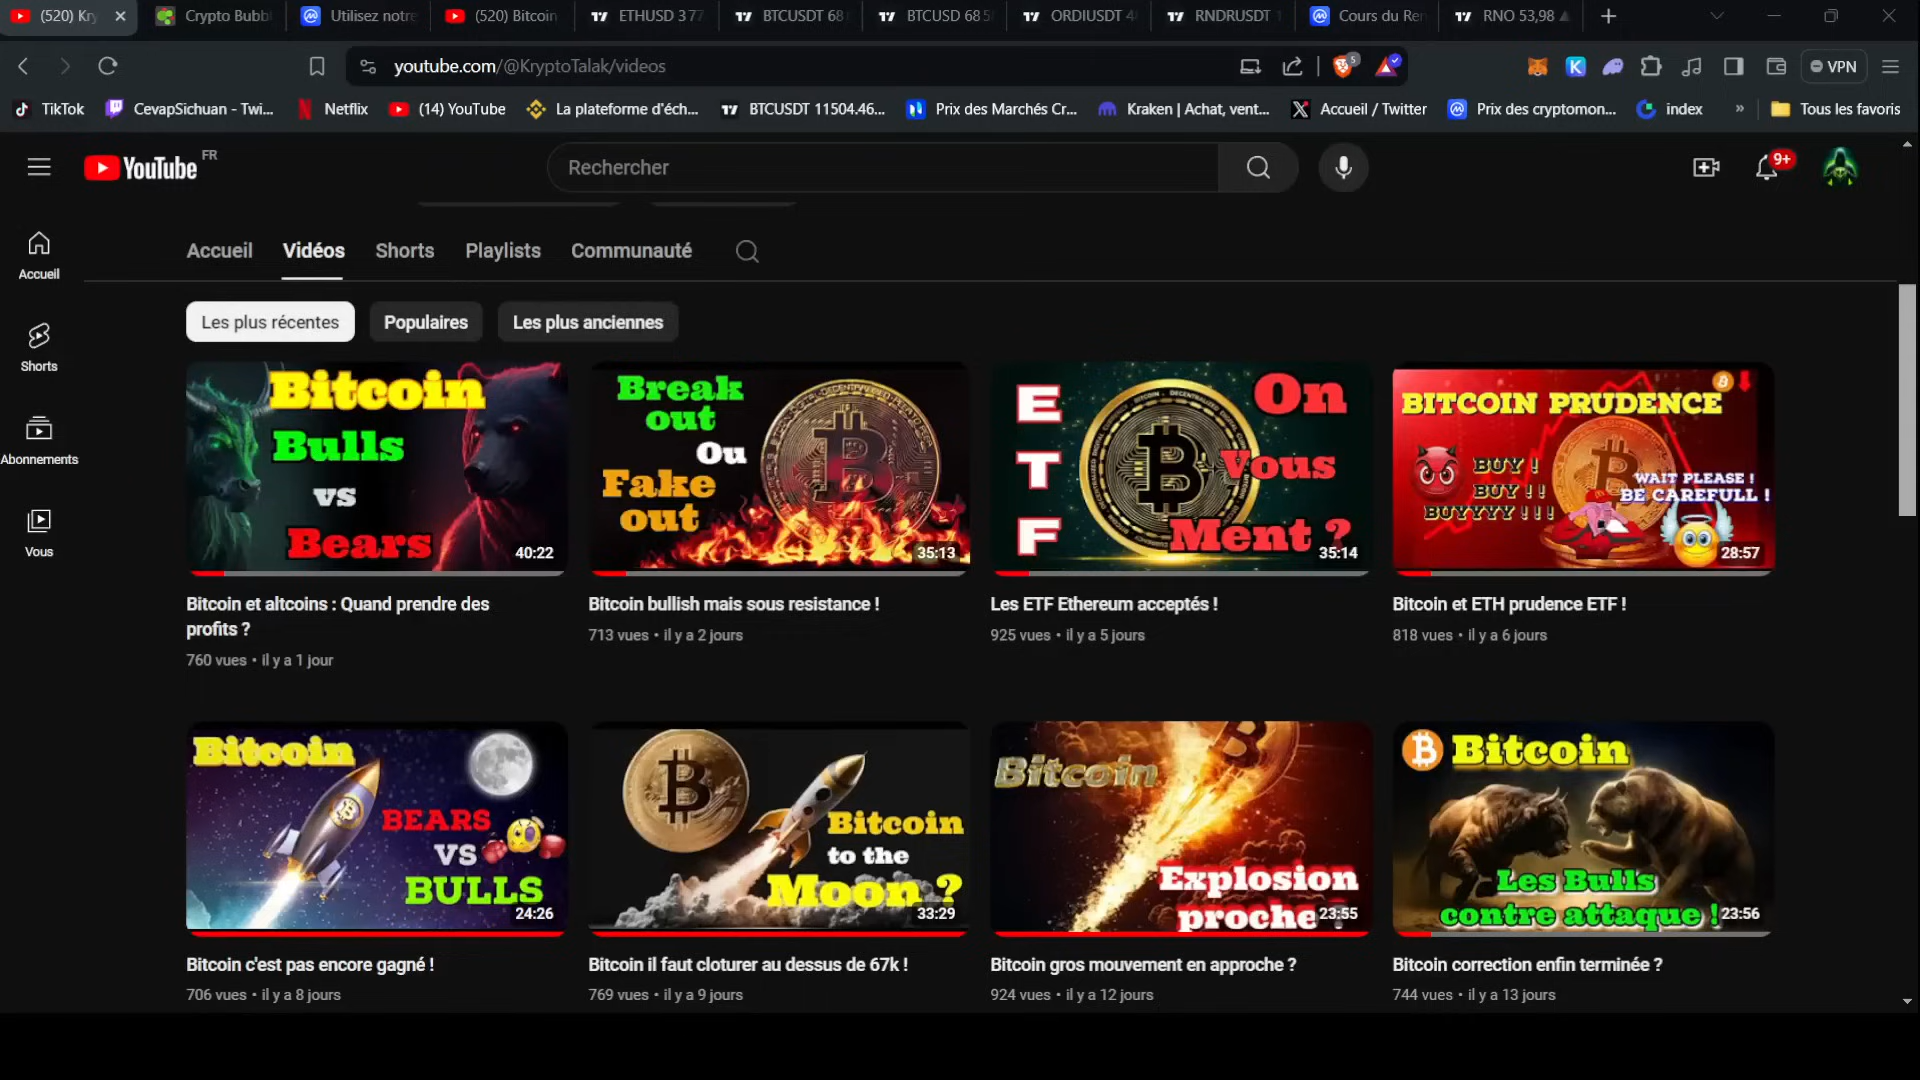 (520) Kry
Crypto Bubb
Utilisez notre
(520) Bitcoin
ETHUSD 3 77
BTCUSDT 68
BTCUSD 68 5
ORDIUSDT 4
RNDRUSDT 1
Cours du Ren
RNO 53,98
youtube.com/@KryptoTalak/videos
5
VPN
TikTok
CevapSichuan - Twi...
Netflix
(14) YouTube
La plateforme d'éch...
BTCUSDT 11504.46...
Prix des Marchés Cr...
Kraken | Achat, vent...
Accueil / Twitter
Prix des cryptomon...
index
»
Tous les favoris
YouTube FR
Rechercher
9+
Accueil
Vidéos
Shorts
Playlists
Communauté
Accueil
Shorts
Abonnements
Vous
Les plus récentes
Populaires
Les plus anciennes
Bitcoin
Bulls
vs
Bears
40:22
Bitcoin et altcoins : Quand prendre des
profits ?
760 vues • il y a 1 jour
Break
out
Ou
Fake
out
35:13
Bitcoin bullish mais sous resistance !
713 vues • il y a 2 jours
E
T
F
On
Vous
Ment ?
35:14
Les ETF Ethereum acceptés !
925 vues • il y a 5 jours
BITCOIN PRUDENCE
BUY !
BUY ! !
BUYYYY ! ! !
WAIT PLEASE !
BE CAREFULL !
28:57
Bitcoin et ETH prudence ETF !
818 vues • il y a 6 jours
Bitcoin
BEARS
VS
BULLS
24:26
Bitcoin c'est pas encore gagné !
706 vues • il y a 8 jours
Bitcoin
to the
Moon ?
33:29
Bitcoin il faut cloturer au dessus de 67k !
769 vues • il y a 9 jours
Bitcoin
Explosion
proche
23:55
Bitcoin gros mouvement en approche ?
924 vues • il y a 12 jours
Bitcoin
Les Bulls
contre attaque !
23:56
Bitcoin correction enfin terminée ?
744 vues • il y a 13 jours